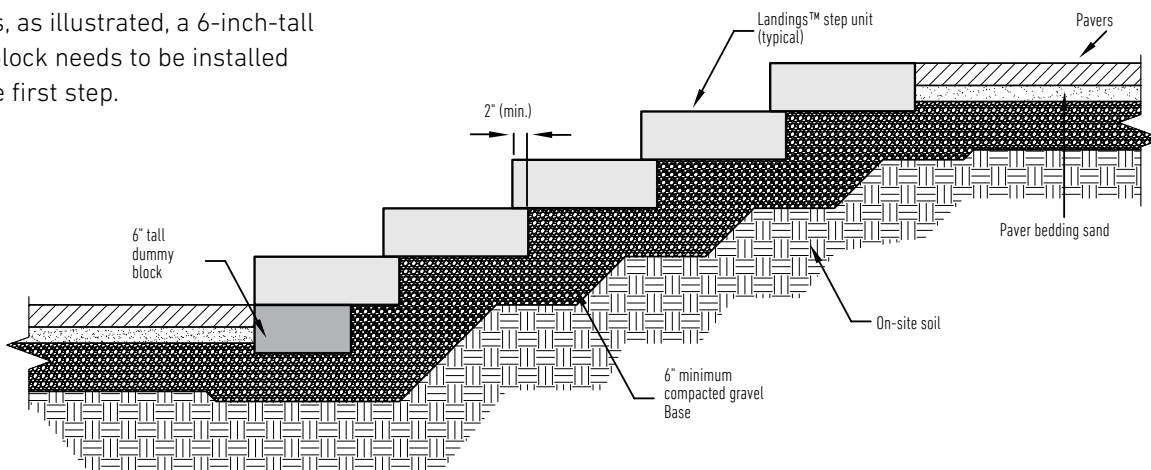 s, as illustrated, a 6-inch-tall
block needs to be installed
e first step.
Landings™ step unit
(typical)
Pavers
2" (min.)
6" tall
dummy
block
Paver bedding sand
On-site soil
6" minimum
compacted gravel
Base